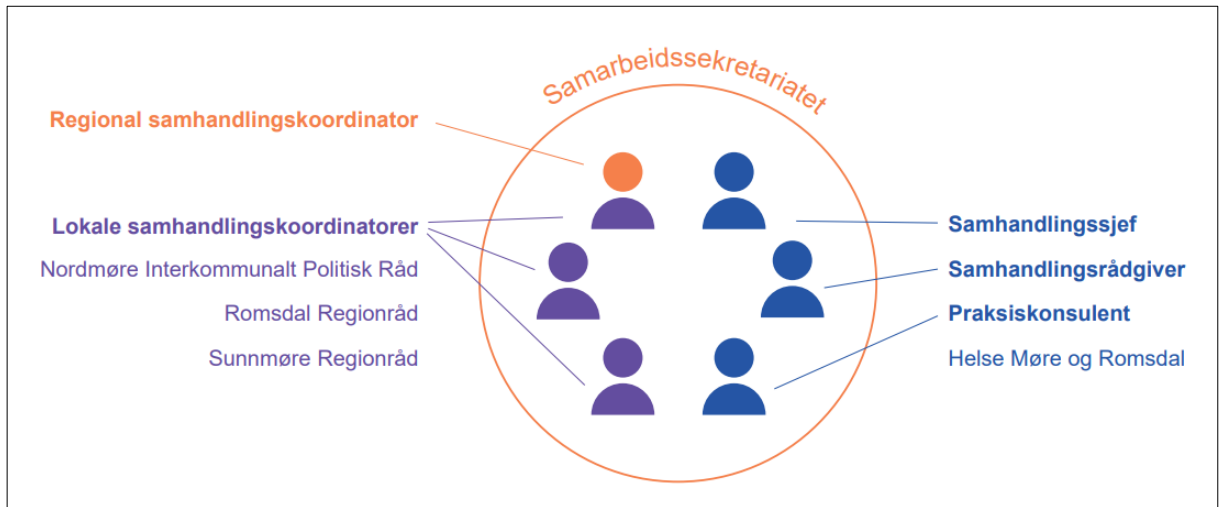 Samarbeidssekretariatet
Regional samhandlingskoordinator
Lokale samhandlingskoordinatorer
Nordmøre Interkommunalt Politisk Råd
Romsdal Regionråd
Sunnmøre Regionråd
Samhandlingssjef
Samhandlingsrådgiver
Praksiskonsulent
Helse Møre og Romsdal